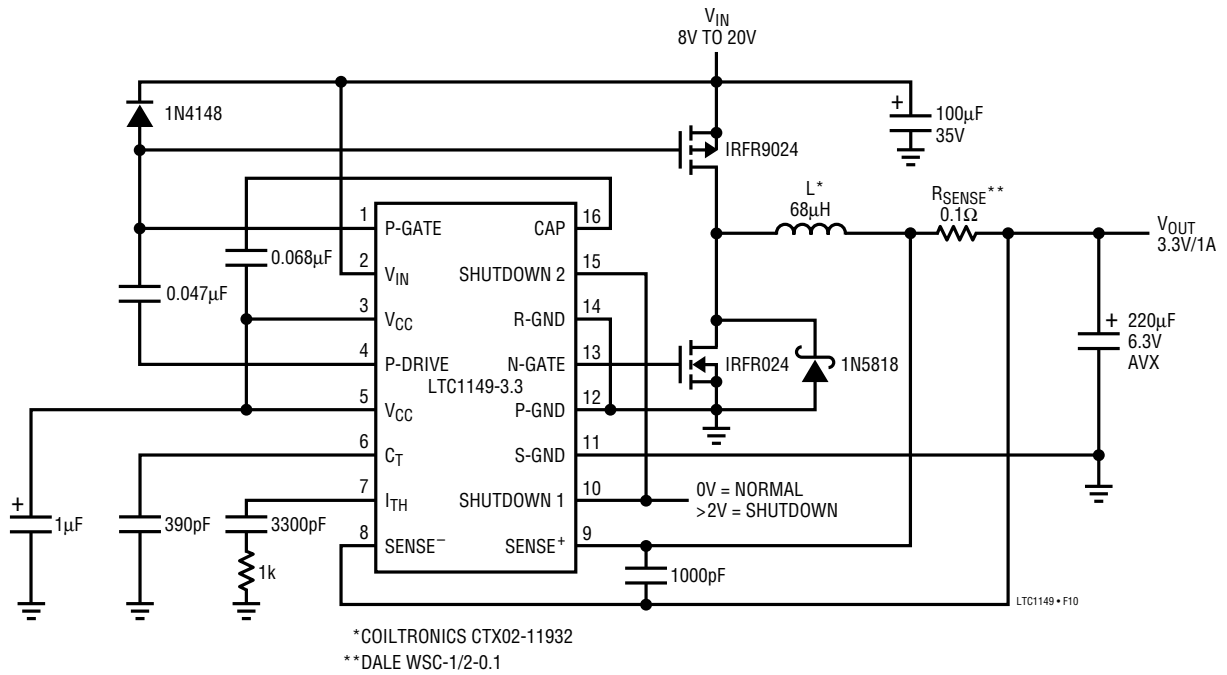 V_IN
8V TO 20V
1N4148
+
100µF
35V
IRFR9024
L*
68µH
R_SENSE**
0.1Ω
V_OUT
3.3V/1A
0.068µF
0.047µF
1
P-GATE
2
V_IN
3
V_CC
4
P-DRIVE
LTC1149-3.3
5
V_CC
6
C_T
7
I_TH
8
SENSE⁻
16
CAP
15
SHUTDOWN 2
14
R-GND
13
N-GATE
12
P-GND
11
S-GND
10
SHUTDOWN 1
9
SENSE⁺
IRFR024
1N5818
+
220µF
6.3V
AVX
0V = NORMAL
>2V = SHUTDOWN
+
1µF
390pF
3300pF
1k
1000pF
LTC1149 • F10
*COILTRONICS CTX02-11932
**DALE WSC-1/2-0.1